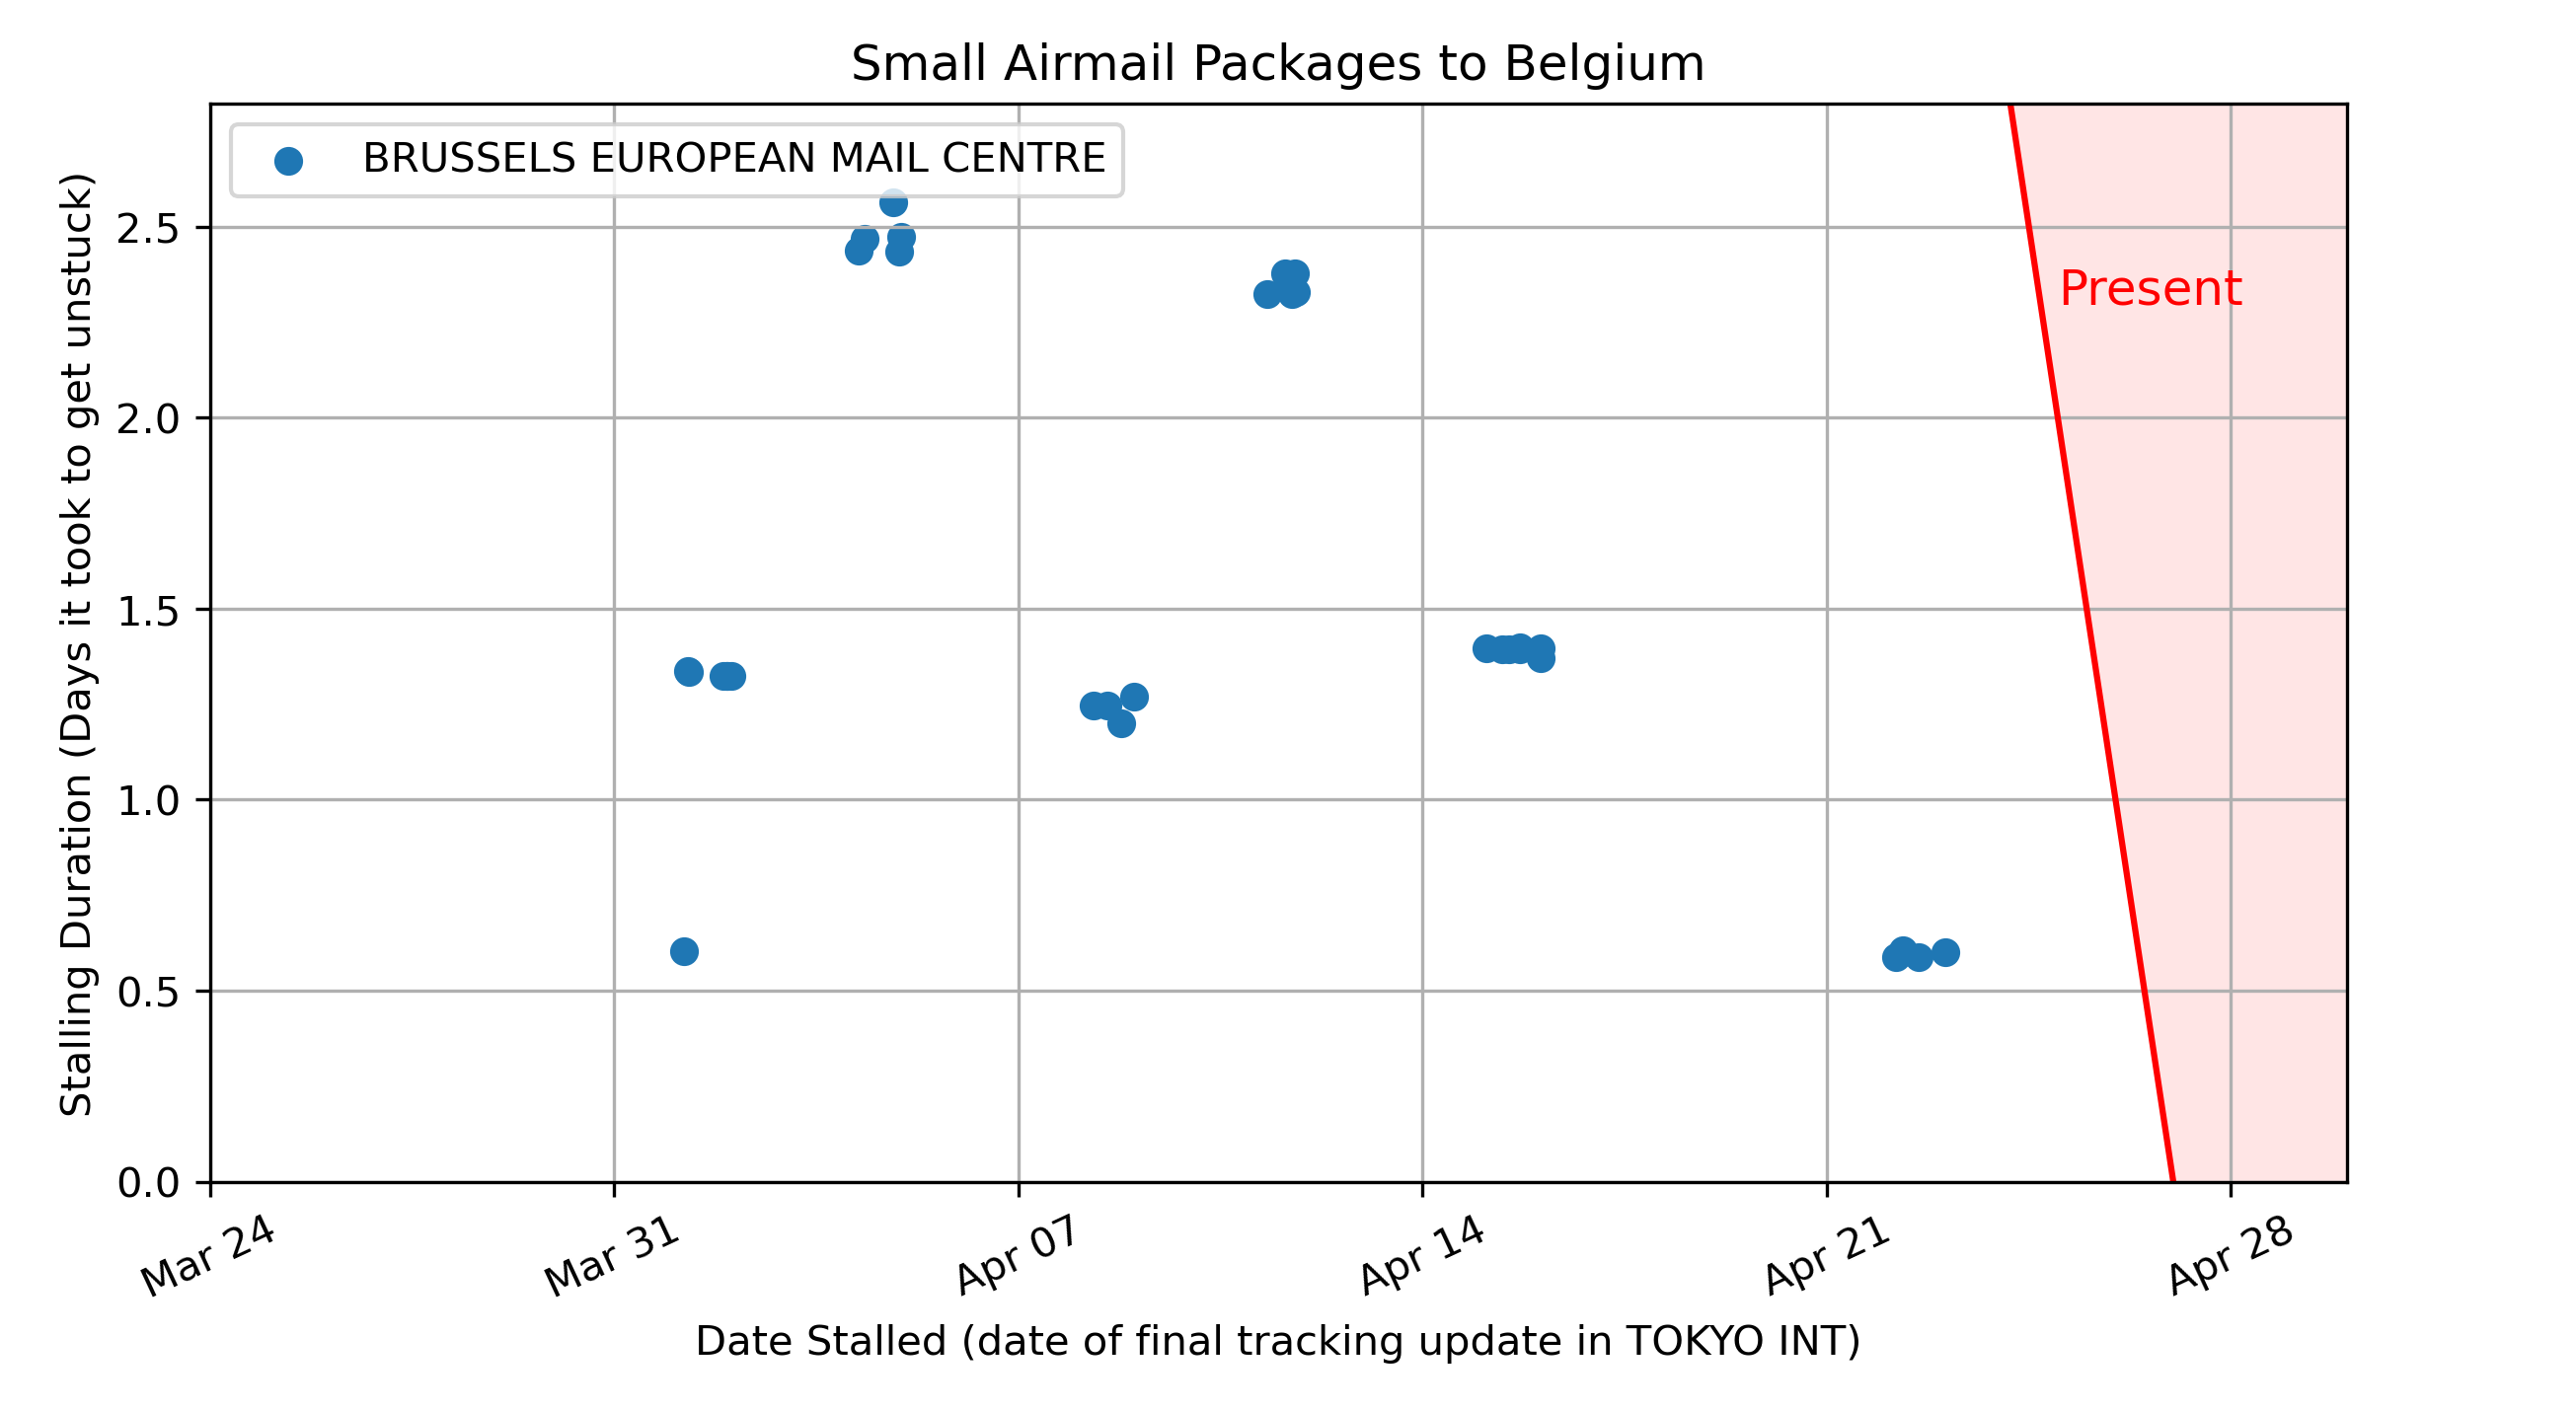 Small Airmail Packages to Belgium
BRUSSELS EUROPEAN MAIL CENTRE
Present
Stalling Duration (Days it took to get unstuck)
2.5
2.0
1.5
1.0
0.5
0.0
Mar 24
Mar 31
Apr 07
Apr 14
Apr 21
Apr 28
Date Stalled (date of final tracking update in TOKYO INT)